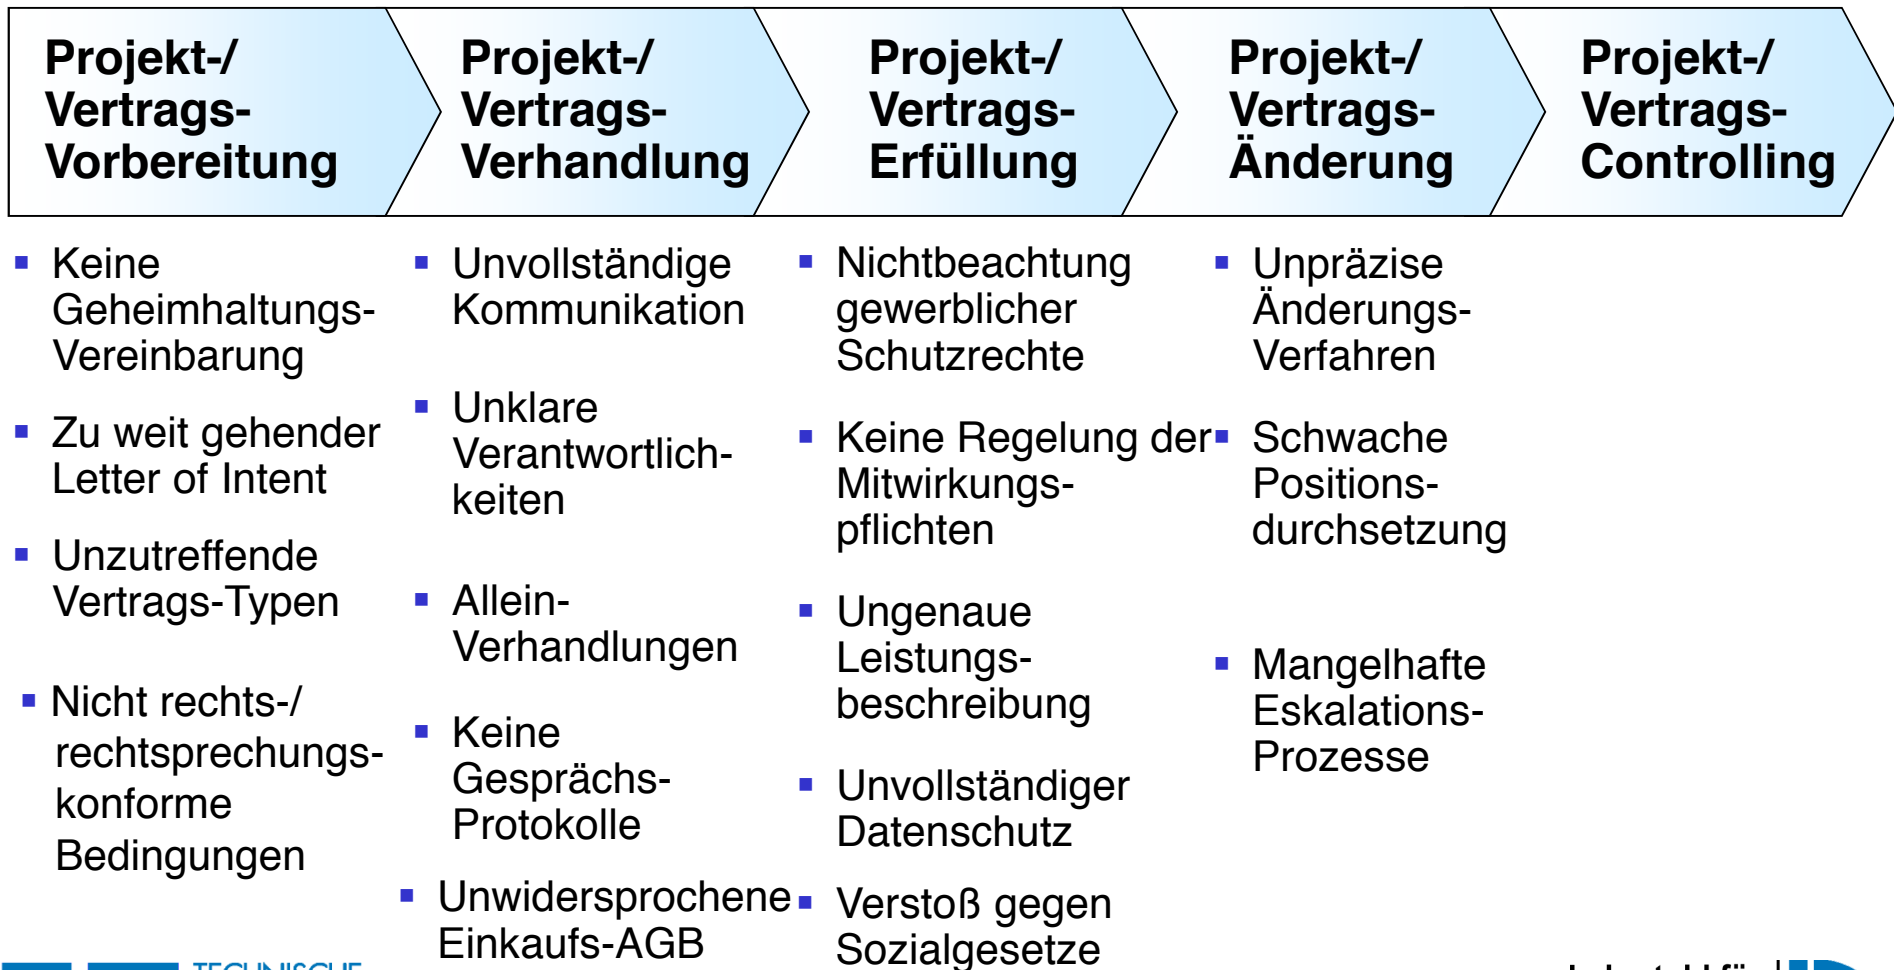 Projekt-/
Vertrags-
Vorbereitung
Projekt-/
Vertrags-
Verhandlung
Projekt-/
Vertrags-
Erfüllung
Projekt-/
Vertrags-
Änderung
Projekt-/
Vertrags-
Controlling
▪ Keine
Geheimhaltungs-
Vereinbarung
▪ Zu weit gehender
Letter of Intent
▪ Unzutreffende
Vertrags-Typen
▪ Nicht rechts-/
rechtsprechungs-
konforme
Bedingungen
▪ Unvollständige
Kommunikation
▪ Unklare
Verantwortlich-
keiten
▪ Allein-
Verhandlungen
▪ Keine
Gesprächs-
Protokolle
▪ Unwidersprochene
Einkaufs-AGB
▪ Nichtbeachtung
gewerblicher
Schutzrechte
▪ Keine Regelung der
Mitwirkungs-
pflichten
▪ Ungenaue
Leistungs-
beschreibung
▪ Unvollständiger
Datenschutz
▪ Verstoß gegen
Sozialgesetze
▪ Unpräzise
Änderungs-
Verfahren
▪ Schwache
Positions-
durchsetzung
▪ Mangelhafte
Eskalations-
Prozesse
TECHNISCHE
Lehrstuhl für